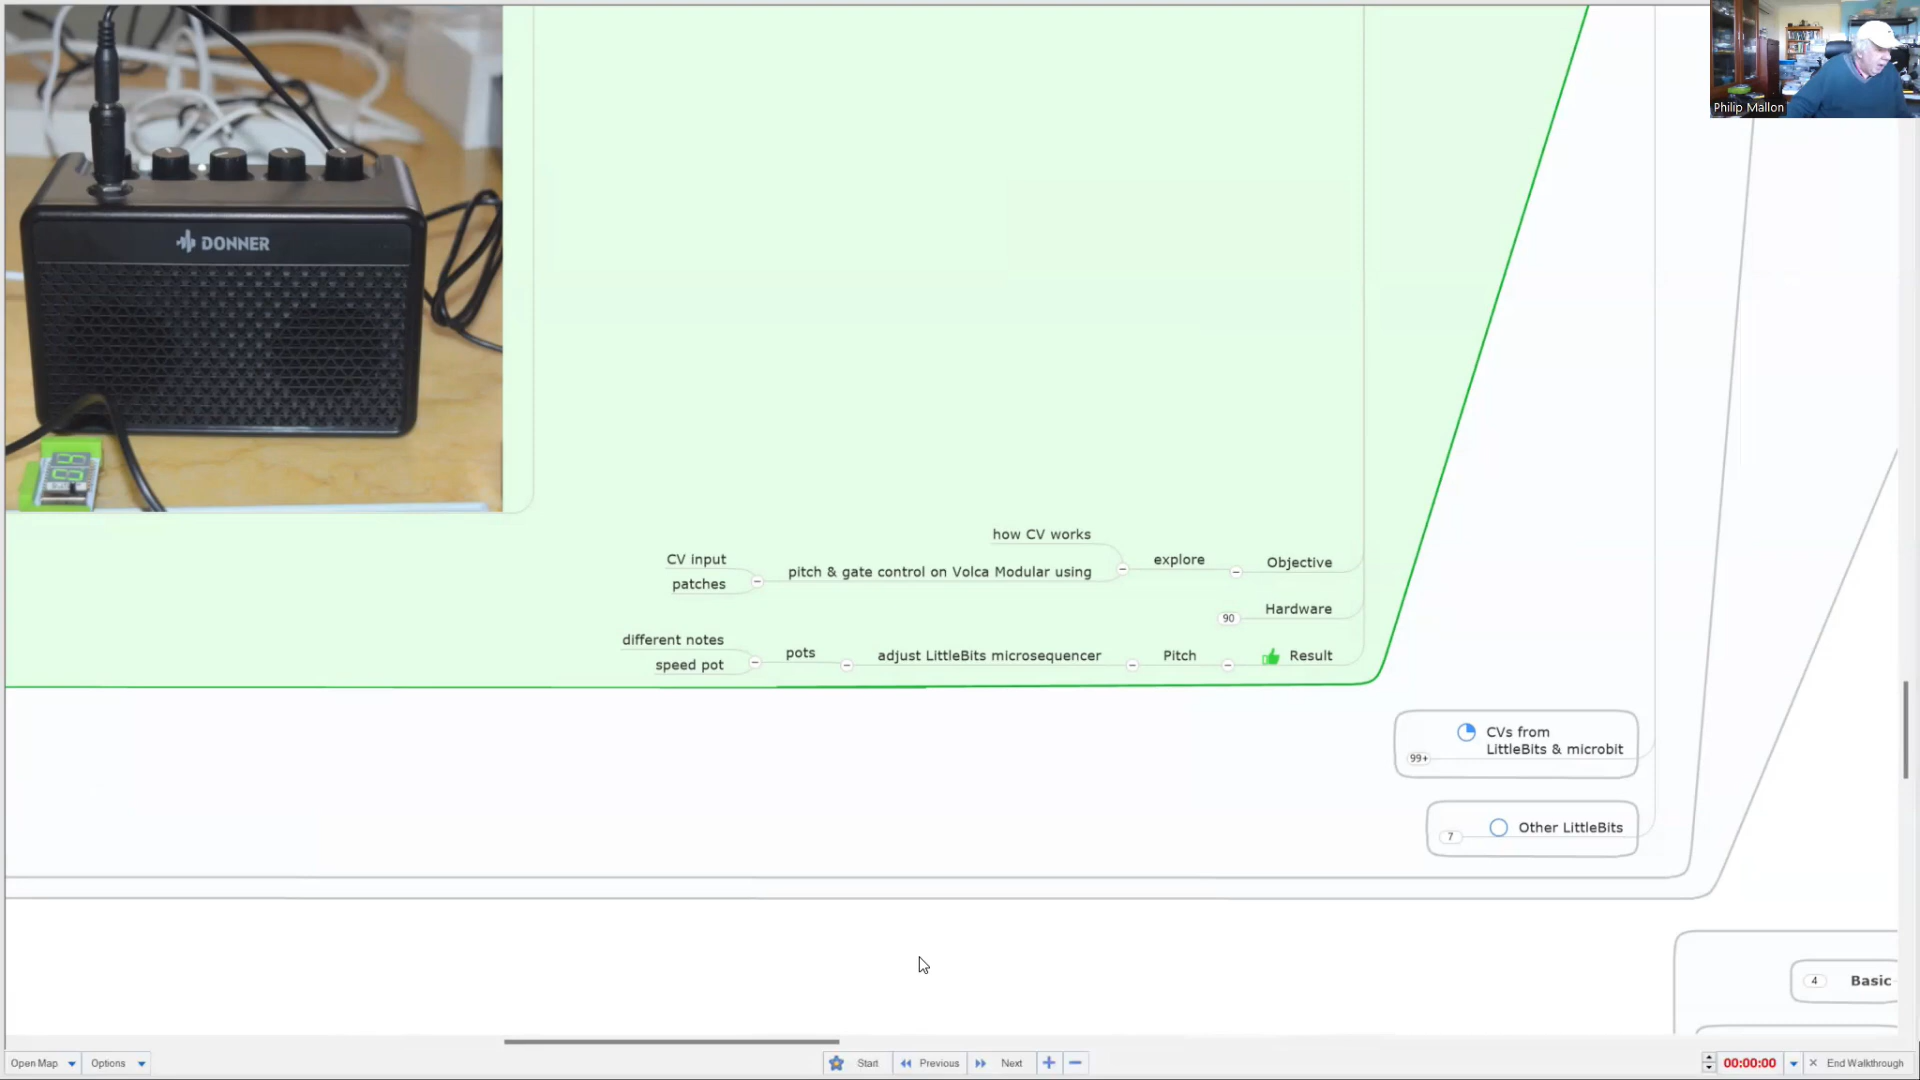 Philip Mallon
DONNER
how CV works
CV input
explore
Objective
pitch & gate control on Volca Modular using
patches
Hardware
90
different notes
pots
adjust LittleBits microsequencer
Pitch
Result
speed pot
CVs from
LittleBits & microbit
99+
Other LittleBits
7
4
Basic
Open Map
Options
Start
Previous
Next
00:00:00
End Walkthrough